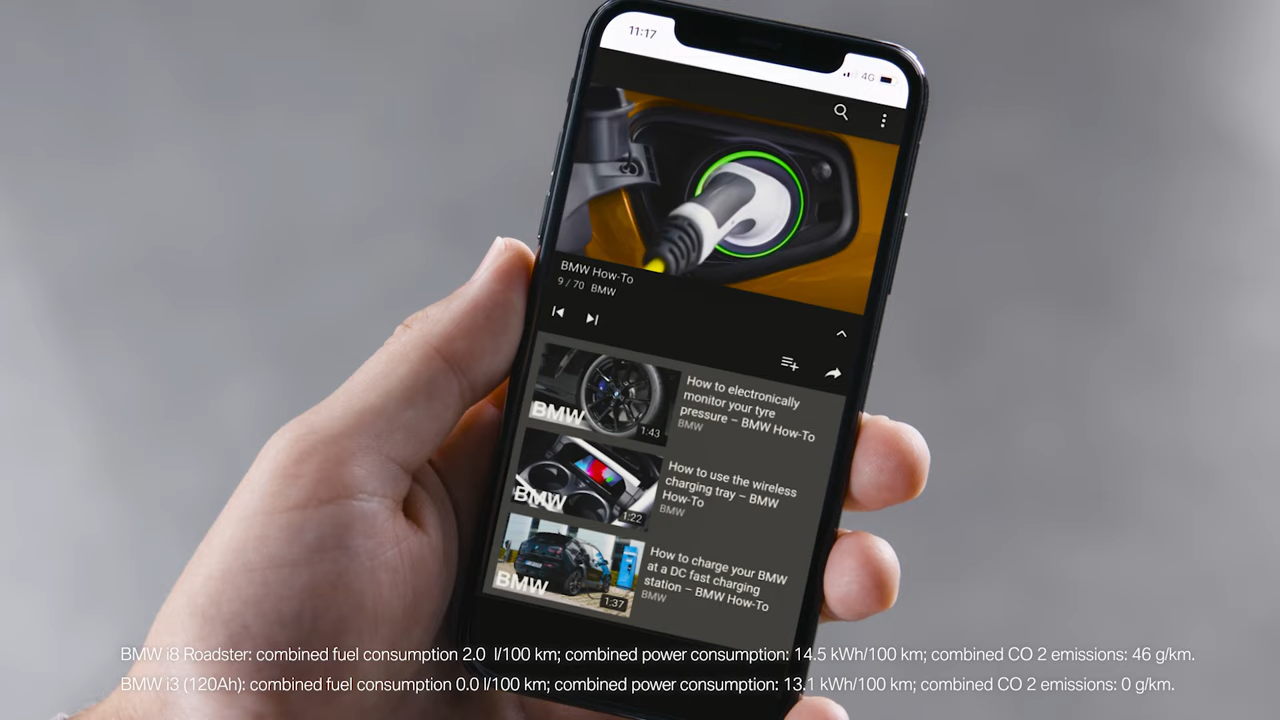 11:17
4G
BMW How-To
9 / 70 BMW
How to electronically
monitor your tyre
pressure – BMW How-To
BMW
BMW
1:43
How to use the wireless
charging tray – BMW
How-To
BMW
BMW
1:22
How to charge your BMW
at a DC fast charging
station – BMW How-To
BMW
BMW
1:37
BMW i8 Roadster: combined fuel consumption 2.0 l/100 km; combined power consumption: 14.5 kWh/100 km; combined CO 2 emissions: 46 g/km.
BMW i3 (120Ah): combined fuel consumption 0.0 l/100 km; combined power consumption: 13.1 kWh/100 km; combined CO 2 emissions: 0 g/km.